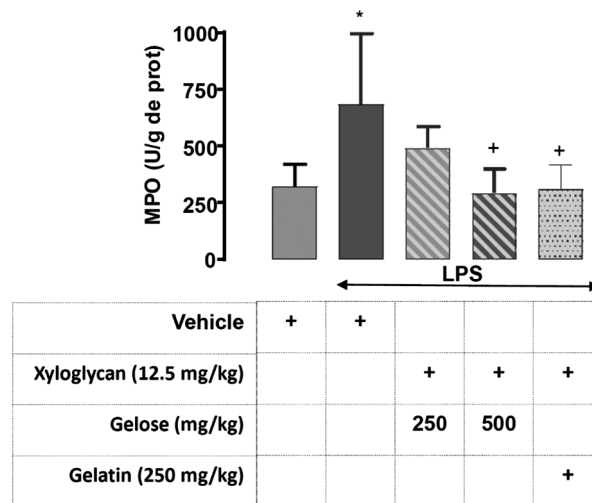 *
1000
750
500
250
0
MPO (U/g de prot)
+ +
LPS
Vehicle + +
Xyloglycan (12.5 mg/kg) + + +
Gelose (mg/kg) 250 500
Gelatin (250 mg/kg) +